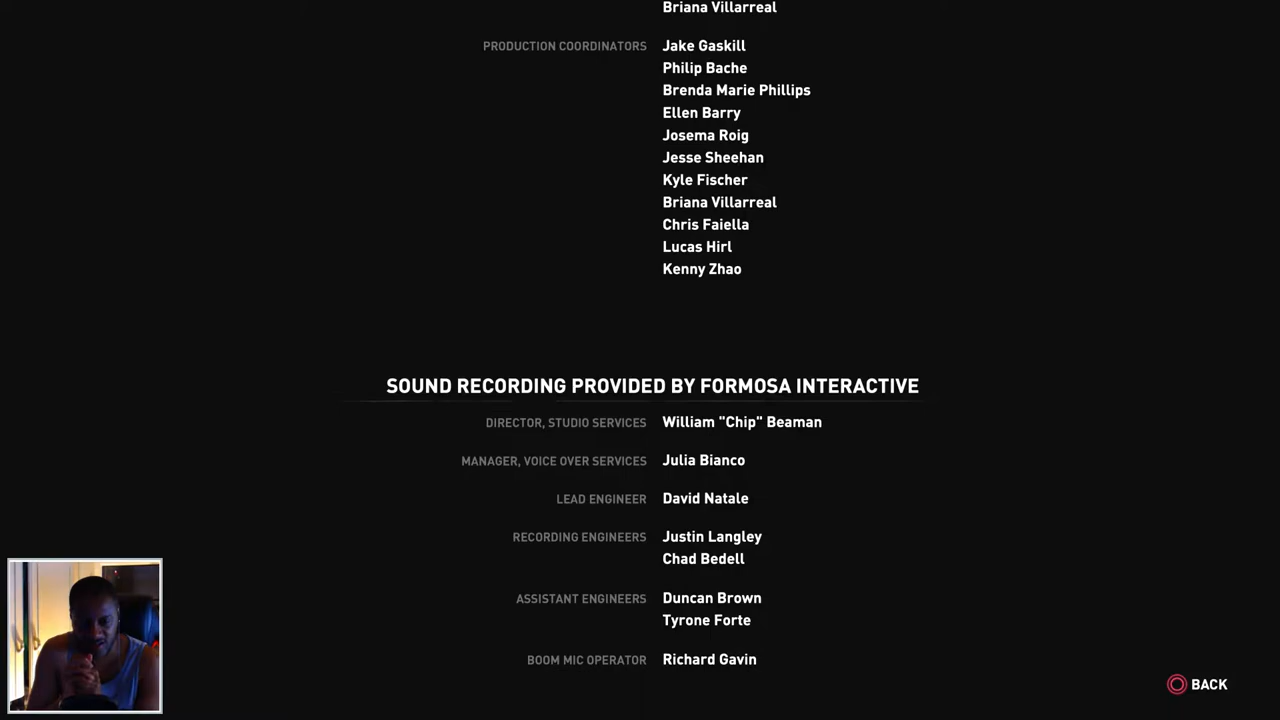 Briana Villarreal
PRODUCTION COORDINATORS Jake Gaskill
Philip Bache
Brenda Marie Phillips
Ellen Barry
Josema Roig
Jesse Sheehan
Kyle Fischer
Briana Villarreal
Chris Faiella
Lucas Hirl
Kenny Zhao
SOUND RECORDING PROVIDED BY FORMOSA INTERACTIVE
DIRECTOR, STUDIO SERVICES William "Chip" Beaman
MANAGER, VOICE OVER SERVICES Julia Bianco
LEAD ENGINEER David Natale
RECORDING ENGINEERS Justin Langley
Chad Bedell
ASSISTANT ENGINEERS Duncan Brown
Tyrone Forte
BOOM MIC OPERATOR Richard Gavin
BACK